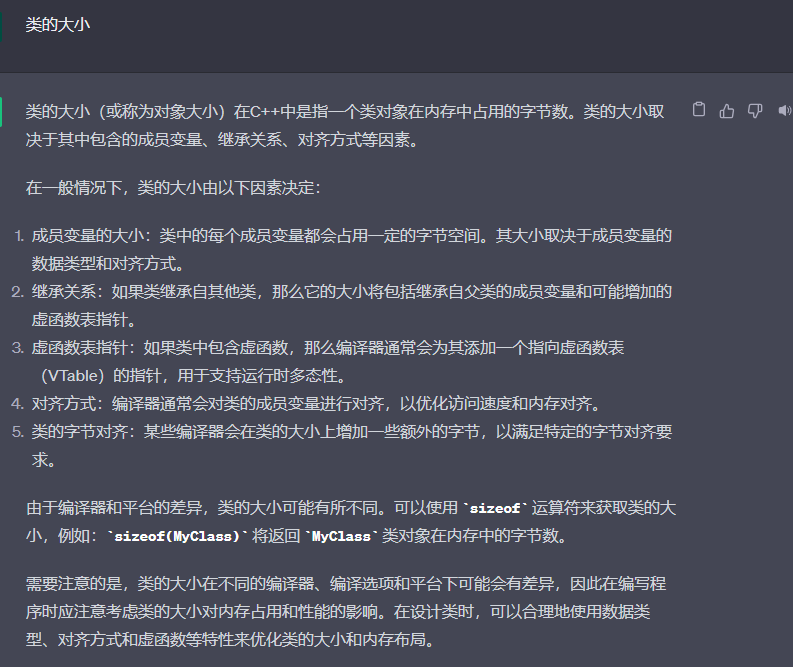 类的大小
类的大小（或称为对象大小）在C++中是指一个类对象在内存中占用的字节数。类的大小取
决于其中包含的成员变量、继承关系、对齐方式等因素。
在一般情况下，类的大小由以下因素决定：
1. 成员变量的大小：类中的每个成员变量都会占用一定的字节空间。其大小取决于成员变量的
数据类型和对齐方式。
2. 继承关系：如果类继承自其他类，那么它的大小将包括继承自父类的成员变量和可能增加的
虚函数表指针。
3. 虚函数表指针：如果类中包含虚函数，那么编译器通常会为其添加一个指向虚函数表
（VTable）的指针，用于支持运行时多态性。
4. 对齐方式：编译器通常会对类的成员变量进行对齐，以优化访问速度和内存对齐。
5. 类的字节对齐：某些编译器会在类的大小上增加一些额外的字节，以满足特定的字节对齐要
求。
由于编译器和平台的差异，类的大小可能有所不同。可以使用 `sizeof` 运算符来获取类的大
小，例如：`sizeof(MyClass)` 将返回 `MyClass` 类对象在内存中的字节数。
需要注意的是，类的大小在不同的编译器、编译选项和平台下可能会有差异，因此在编写程
序时应注意考虑类的大小对内存占用和性能的影响。在设计类时，可以合理地使用数据类
型、对齐方式和虚函数等特性来优化类的大小和内存布局。